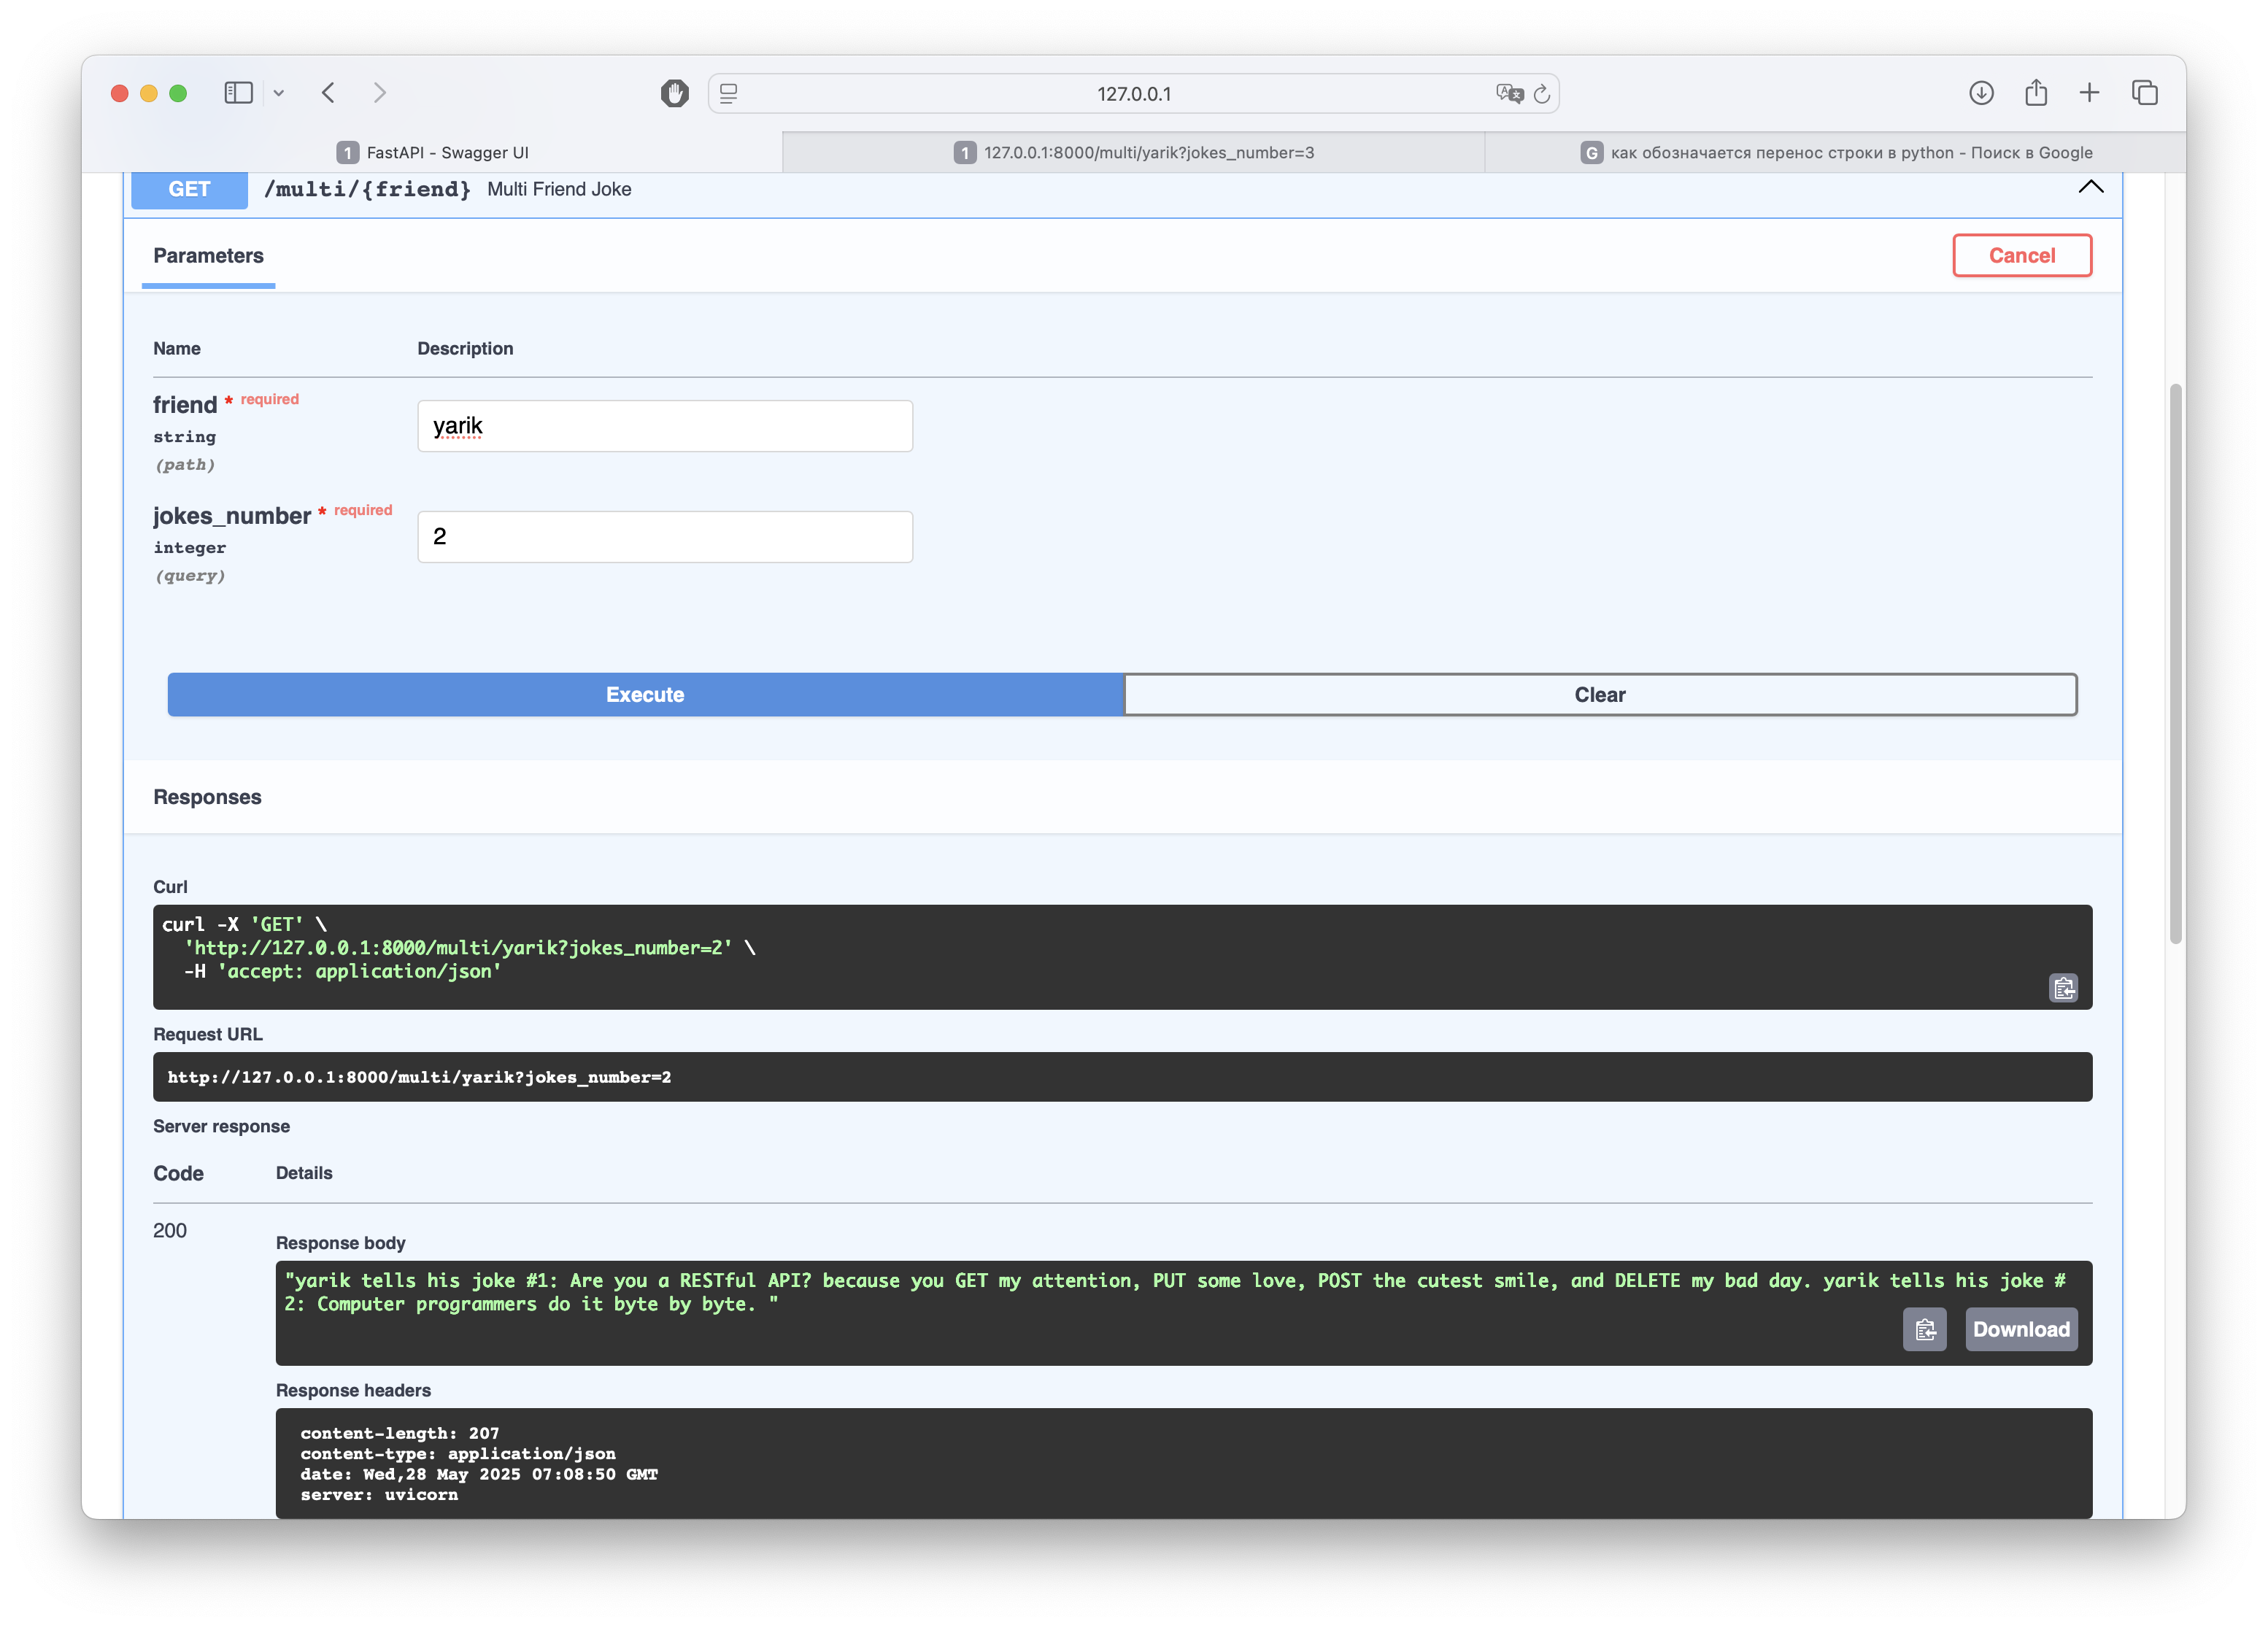 127.0.0.1
1 FastAPI - Swagger UI
1 127.0.0.1:8000/multi/yarik?jokes_number=3
G как обозначается перенос строки в python - Поиск в Google
GET /multi/{friend} Multi Friend Joke
Parameters
Cancel
Name Description
friend * required
string
(path)
yarik
jokes_number * required
integer
(query)
2
Execute
Clear
Responses
Curl
curl -X 'GET' \
'http://127.0.0.1:8000/multi/yarik?jokes_number=2' \
-H 'accept: application/json'
Request URL
http://127.0.0.1:8000/multi/yarik?jokes_number=2
Server response
Code Details
200
Response body
"yarik tells his joke #1: Are you a RESTful API? because you GET my attention, PUT some love, POST the cutest smile, and DELETE my bad day. yarik tells his joke #
2: Computer programmers do it byte by byte. "
Download
Response headers
content-length: 207
content-type: application/json
date: Wed,28 May 2025 07:08:50 GMT
server: uvicorn